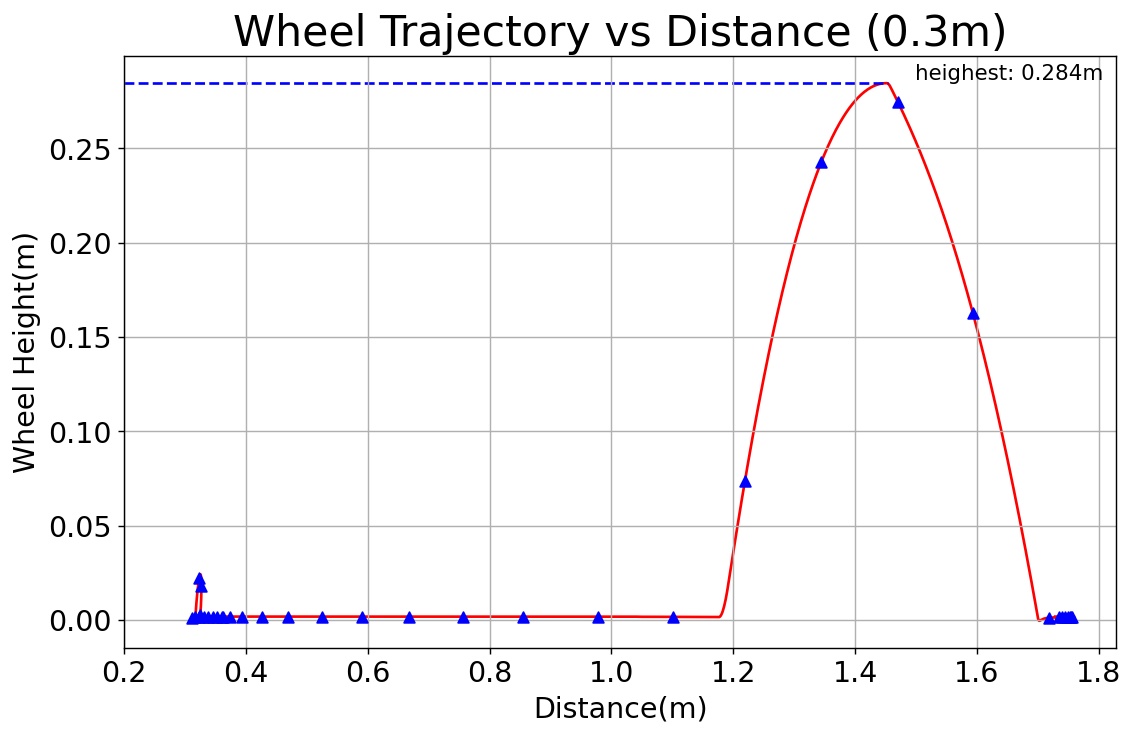 Wheel Trajectory vs Distance (0.3m)
heighest: 0.284m
0.25
0.20
0.15
0.10
0.05
0.00
Wheel Height(m)
0.2 0.4 0.6 0.8 1.0 1.2 1.4 1.6 1.8
Distance(m)